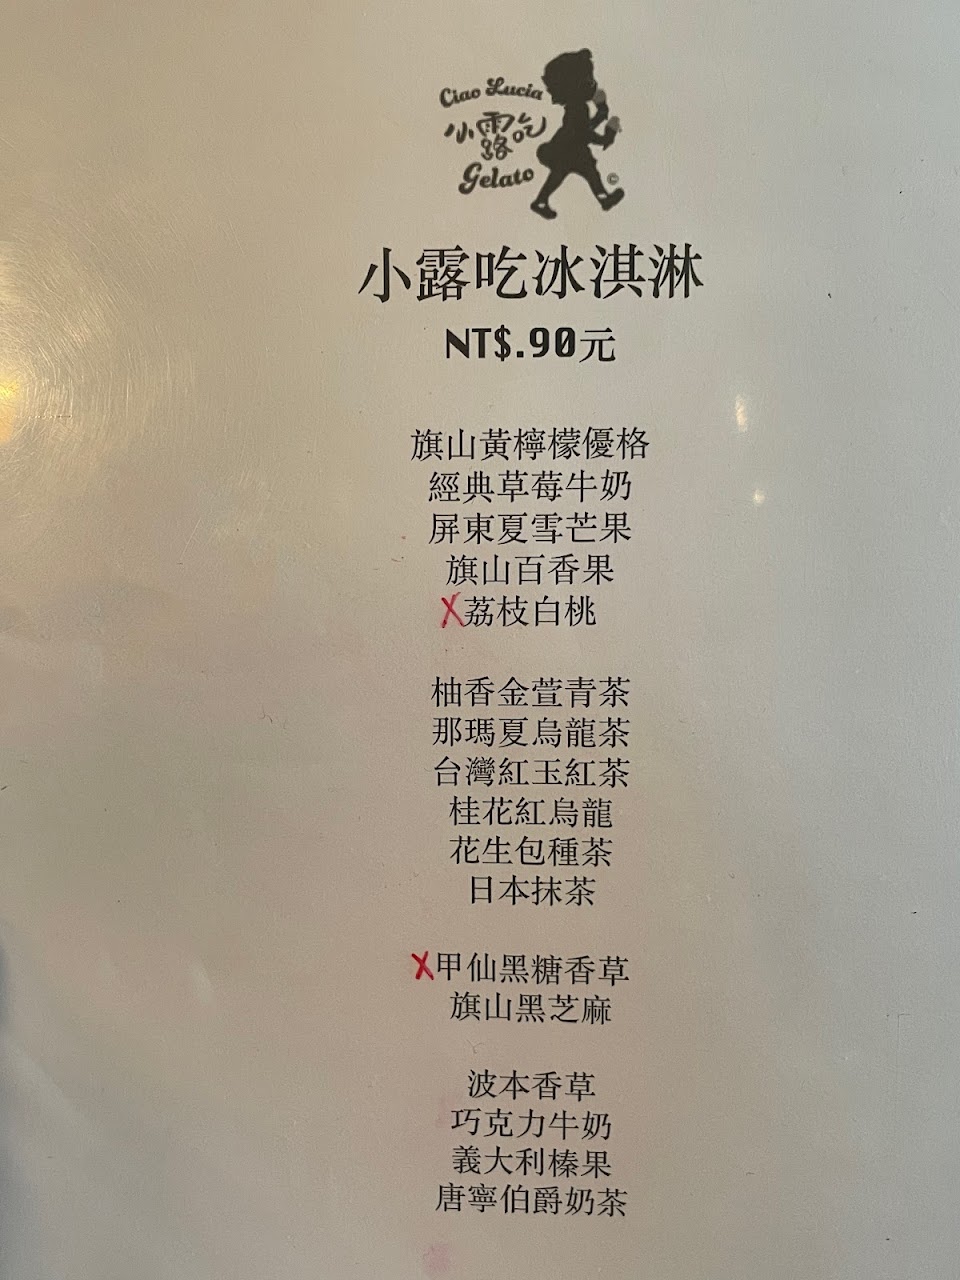 Ciao Lucia
小露吃
Gelato
©
小露吃冰淇淋
NT$.90元
旗山黃檸檬優格
經典草莓牛奶
屏東夏雪芒果
旗山百香果
X荔枝白桃
柚香金萱青茶
那瑪夏烏龍茶
台灣紅玉紅茶
桂花紅烏龍
花生包種茶
日本抹茶
X甲仙黑糖香草
旗山黑芝麻
波本香草
巧克力牛奶
義大利榛果
唐寧伯爵奶茶